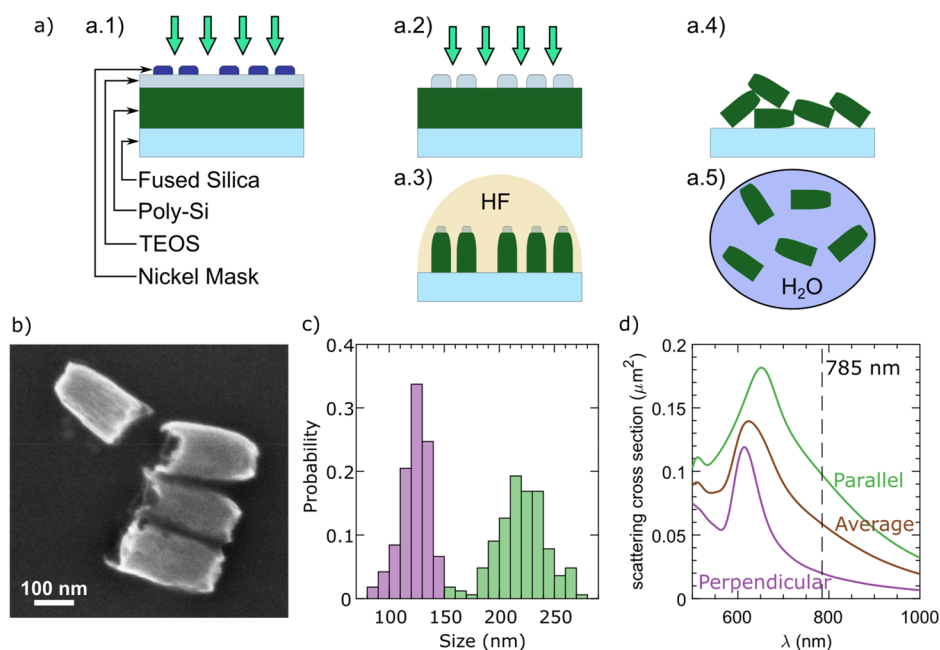 a)
a.1)
a.2)
a.4)
Fused Silica
Poly-Si
TEOS
Nickel Mask
a.3)
HF
a.5)
H₂O
b)
100 nm
c)
0.4
0.3
0.2
0.1
0
Probability
100
150
200
250
Size (nm)
d)
0.2
0.15
0.1
0.05
0
scattering cross section (μm²)
785 nm
Parallel
Average
Perpendicular
600
800
1000
λ (nm)